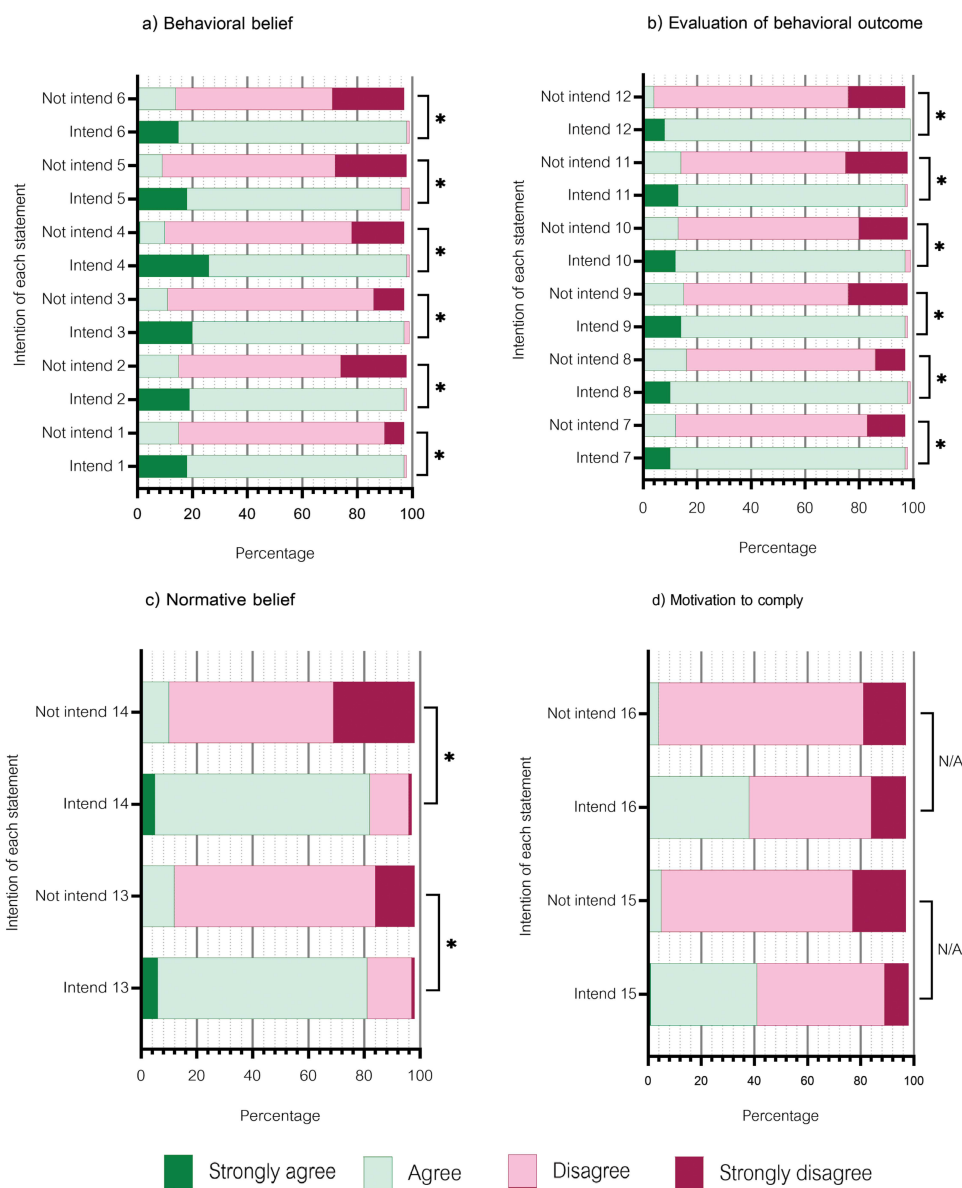 a) Behavioral belief
Intention of each statement
Not intend 6
Intend 6
Not intend 5
Intend 5
Not intend 4
Intend 4
Not intend 3
Intend 3
Not intend 2
Intend 2
Not intend 1
Intend 1
*
*
*
*
*
*
0 20 40 60 80 100
Percentage
b) Evaluation of behavioral outcome
Intention of each statement
Not intend 12
Intend 12
Not intend 11
Intend 11
Not intend 10
Intend 10
Not intend 9
Intend 9
Not intend 8
Intend 8
Not intend 7
Intend 7
*
*
*
*
*
*
0 20 40 60 80 100
Percentage
c) Normative belief
Intention of each statement
Not intend 14
Intend 14
Not intend 13
Intend 13
*
*
0 20 40 60 80 100
Percentage
d) Motivation to comply
Intention of each statement
Not intend 16
Intend 16
Not intend 15
Intend 15
N/A
N/A
0 20 40 60 80 100
Percentage
Strongly agree Agree Disagree Strongly disagree